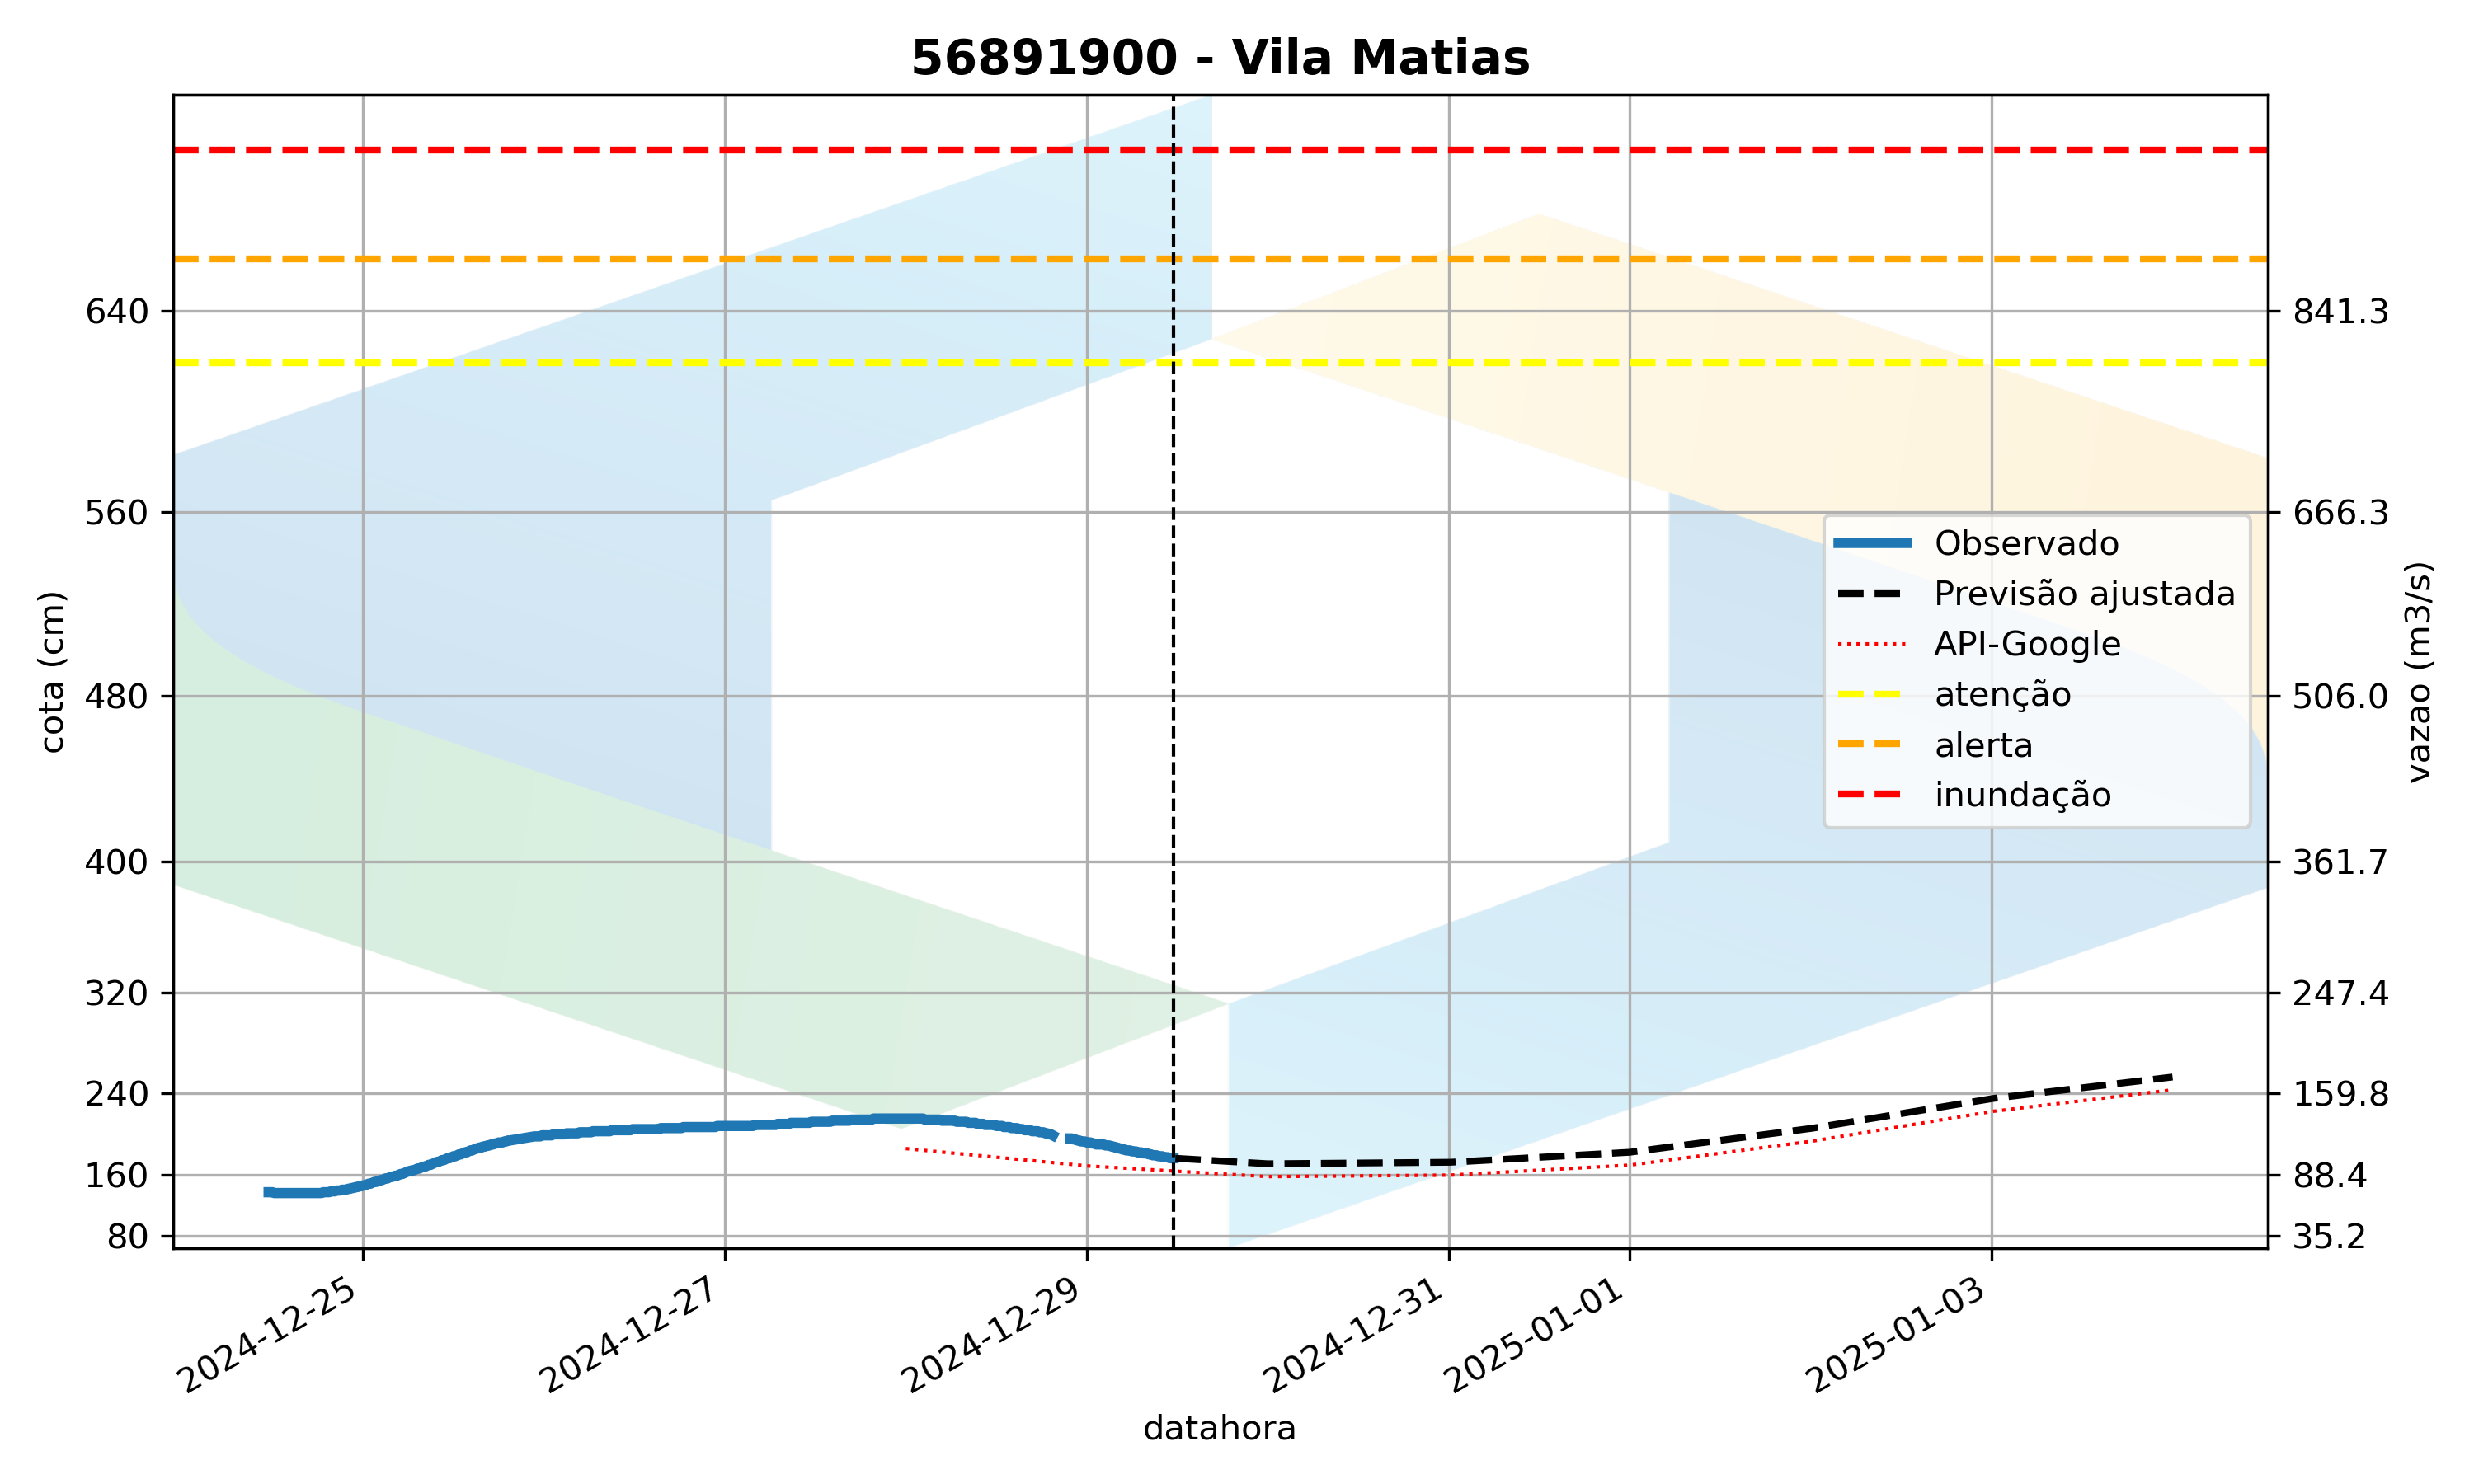 56891900 - Vila Matias
640
560
480
400
320
240
160
80
cota (cm)
841.3
666.3
506.0
361.7
247.4
159.8
88.4
35.2
vazao (m3/s)
Observado
Previsão ajustada
API-Google
atenção
alerta
inundação
2024-12-25
2024-12-27
2024-12-29
2024-12-31
2025-01-01
2025-01-03
datahora